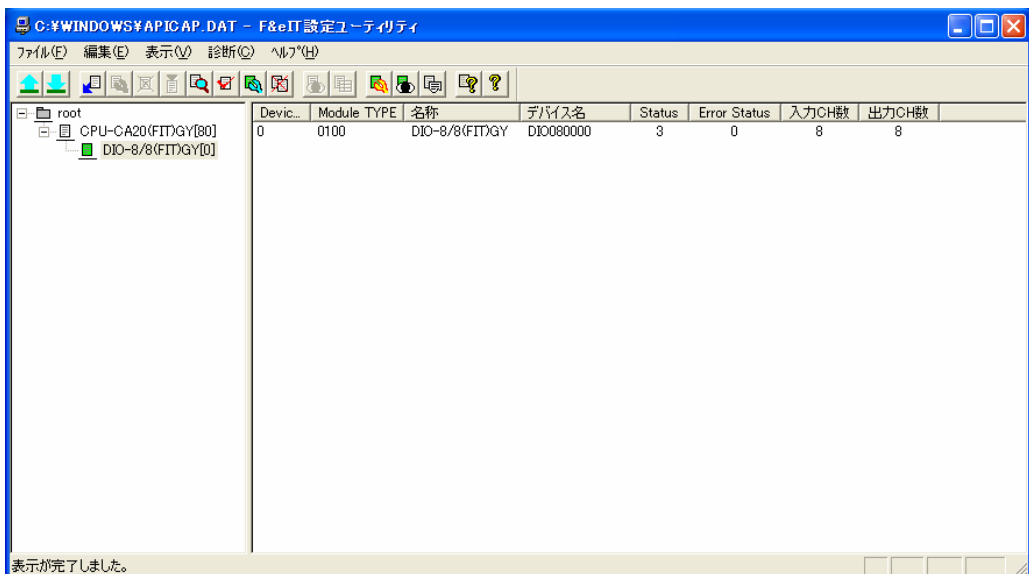 C:¥WINDOWS¥APICAP.DAT - F&eIT設定ユーティリティ
ファイル(F) 編集(E) 表示(V) 診断(C) ヘルプ(H)
root
CPU-CA20(FIT)GY[80]
DIO-8/8(FIT)GY[0]
Devic... Module TYPE 名称 デバイス名 Status Error Status 入力CH数 出力CH数
0 0100 DIO-8/8(FIT)GY DIO080000 3 0 8 8
表示が完了しました。